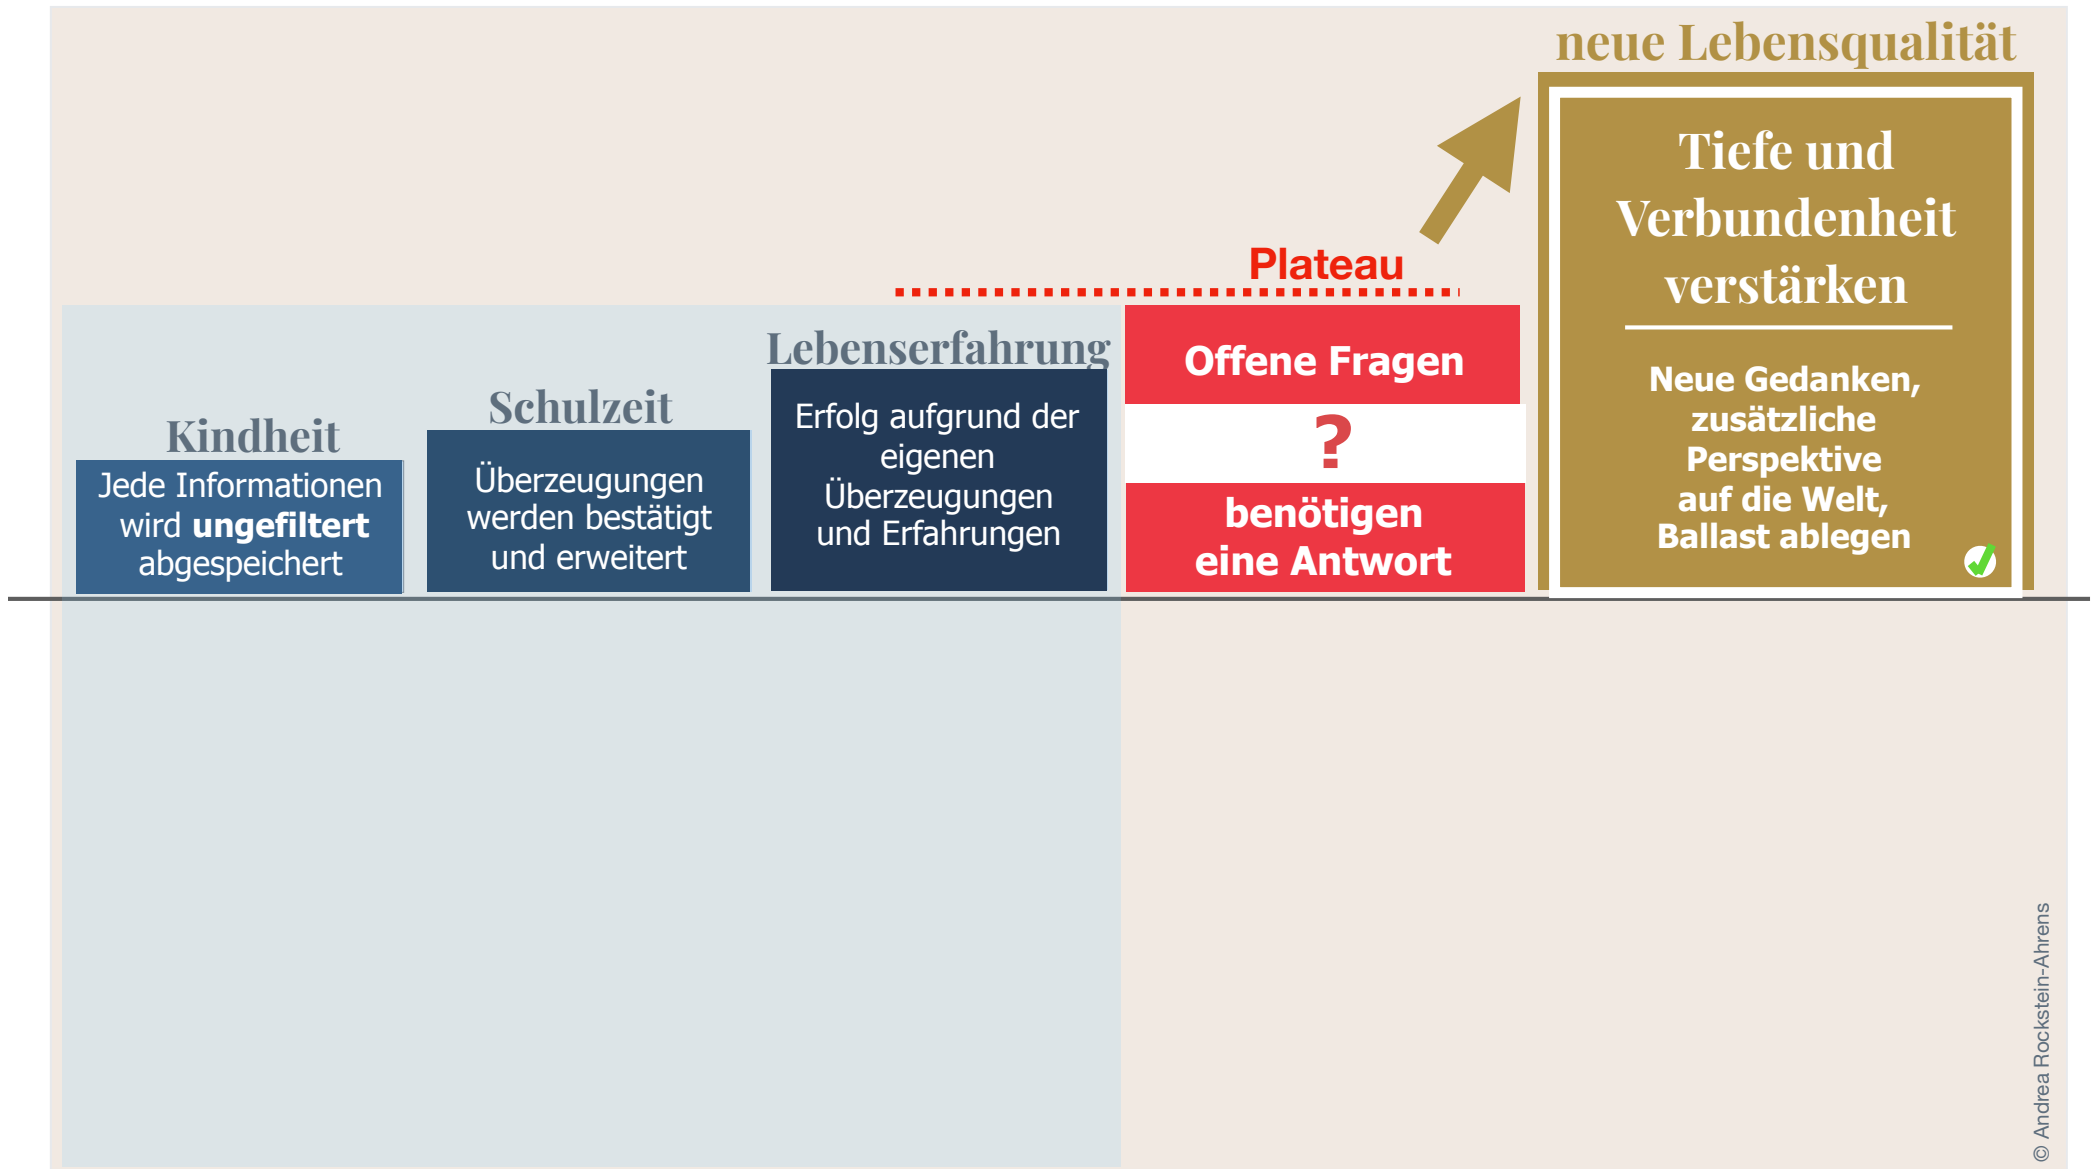 neue Lebensqualität
Tiefe und
Verbundenheit
verstärken
Neue Gedanken,
zusätzliche
Perspektive
auf die Welt,
Ballast ablegen
Plateau
Kindheit
Jede Informationen
wird ungefiltert
abgespeichert
Schulzeit
Überzeugungen
werden bestätigt
und erweitert
Lebenserfahrung
Erfolg aufgrund der
eigenen
Überzeugungen
und Erfahrungen
Offene Fragen
?
benötigen
eine Antwort
© Andrea Rockstein-Ahrens